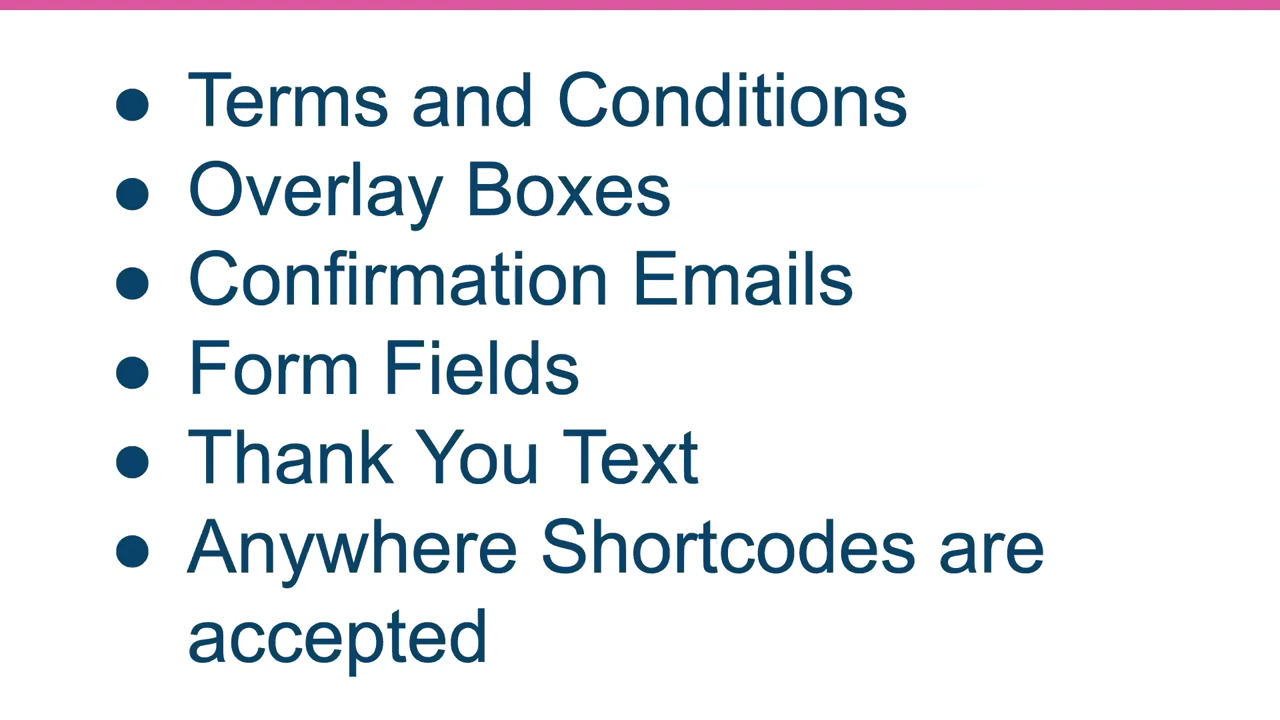 ● Terms and Conditions
● Overlay Boxes
● Confirmation Emails
● Form Fields
● Thank You Text
● Anywhere Shortcodes are
accepted